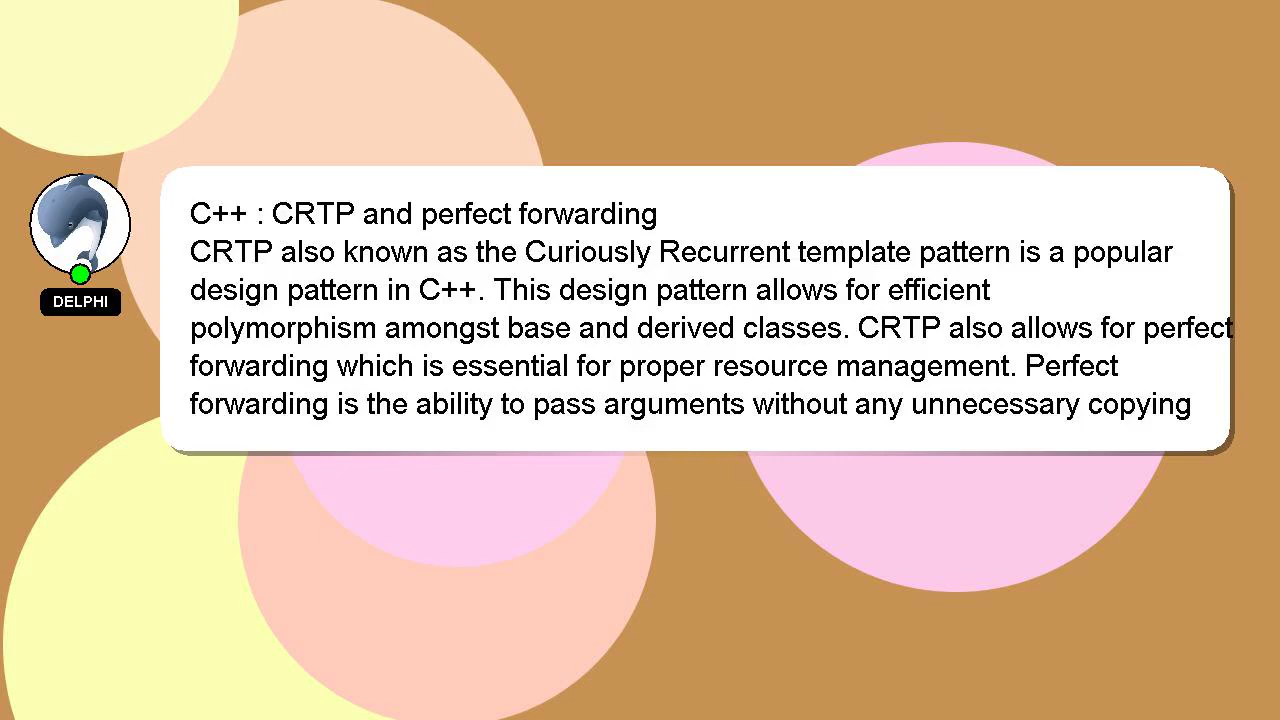 C++ : CRTP and perfect forwarding
CRTP also known as the Curiously Recurrent template pattern is a popular
design pattern in C++. This design pattern allows for efficient
polymorphism amongst base and derived classes. CRTP also allows for perfect
forwarding which is essential for proper resource management. Perfect
forwarding is the ability to pass arguments without any unnecessary copying
DELPHI